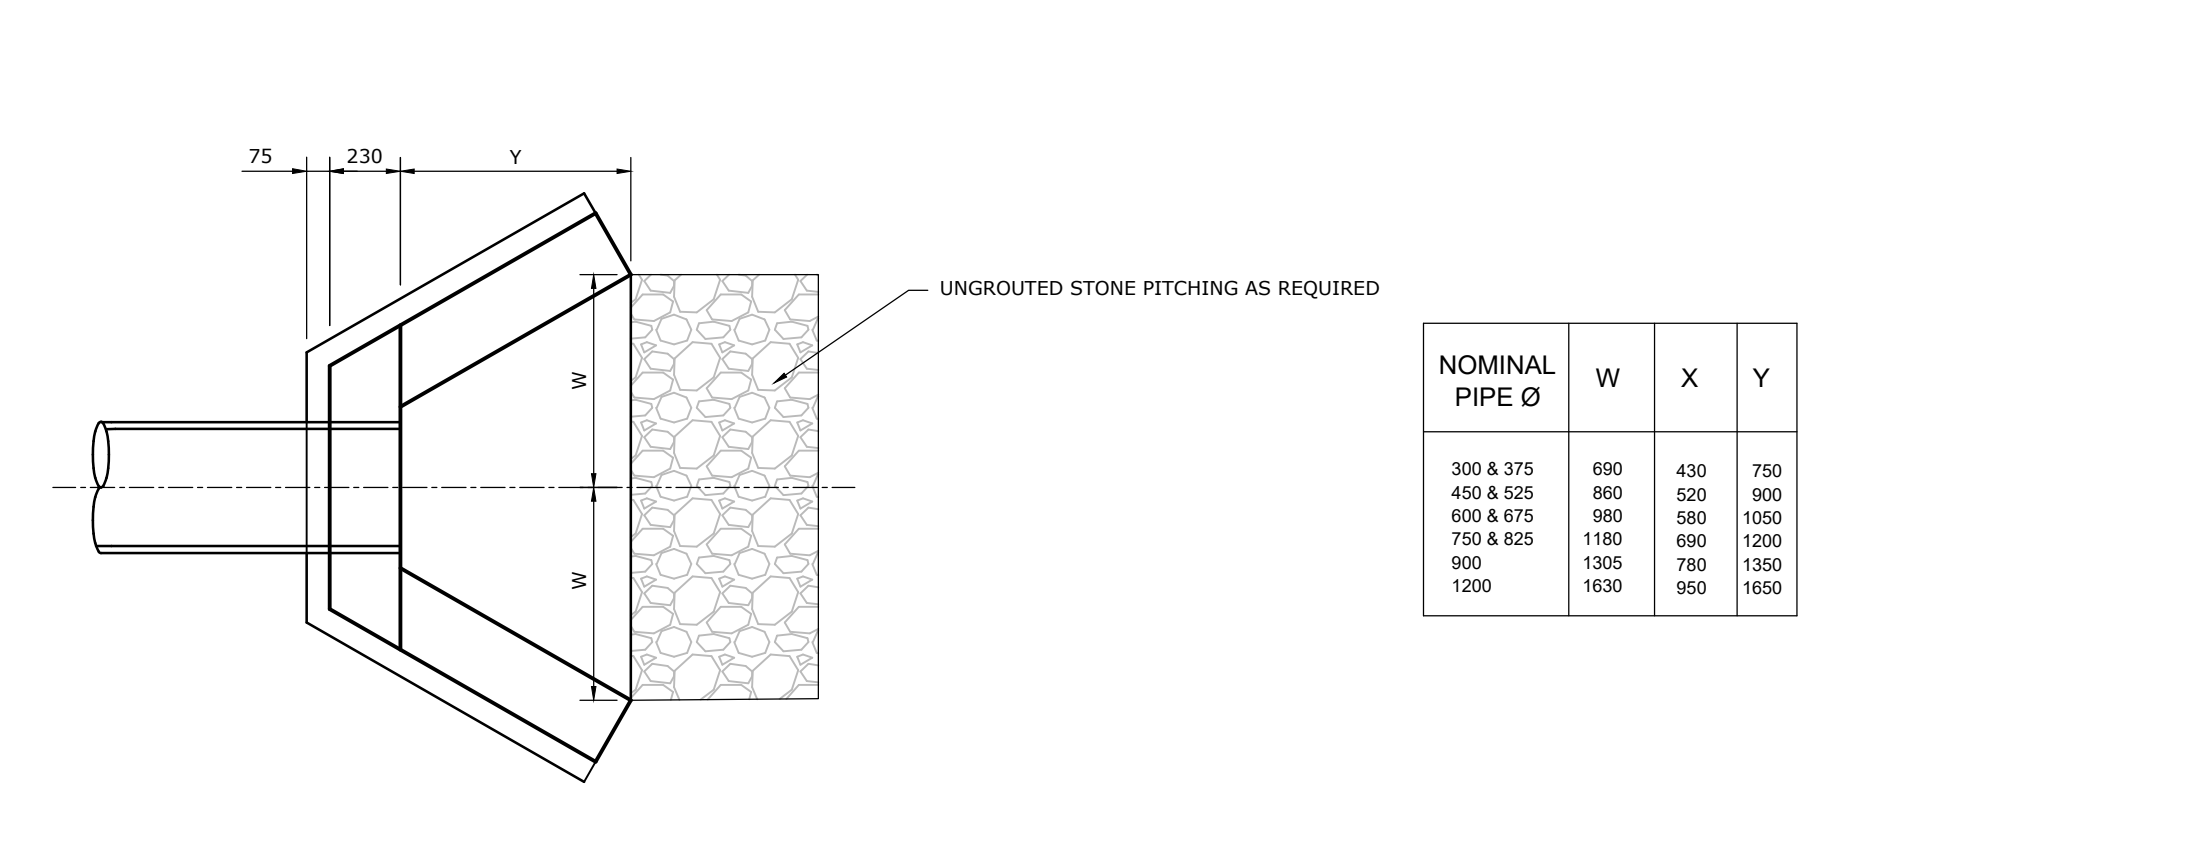 75
230
Y
UNGROUTED STONE PITCHING AS REQUIRED
W
W
NOMINAL
PIPE Ø
W
X
Y
300 & 375 690 430 750
450 & 525 860 520 900
600 & 675 980 580 1050
750 & 825 1180 690 1200
900 1305 780 1350
1200 1630 950 1650